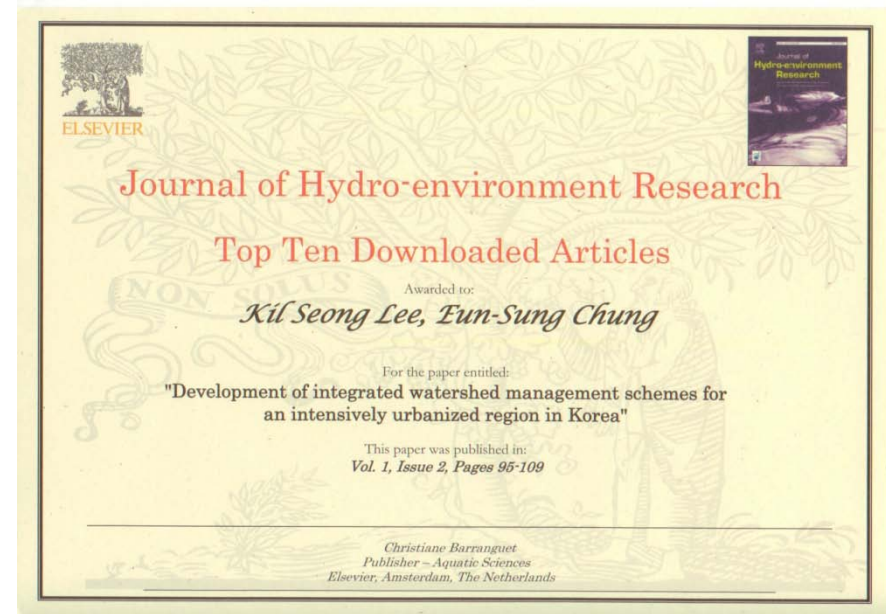 ELSEVIER
Journal of
Hydro-environment
Research
Journal of Hydro-environment Research
Top Ten Downloaded Articles
NON SOLUS
Awarded to:
Kil Seong Lee, Eun-Sung Chung
For the paper entitled:
"Development of integrated watershed management schemes for
an intensively urbanized region in Korea"
This paper was published in:
Vol. 1, Issue 2, Pages 95-109
Christiane Barranguet
Publisher – Aquatic Sciences
Elsevier, Amsterdam, The Netherlands